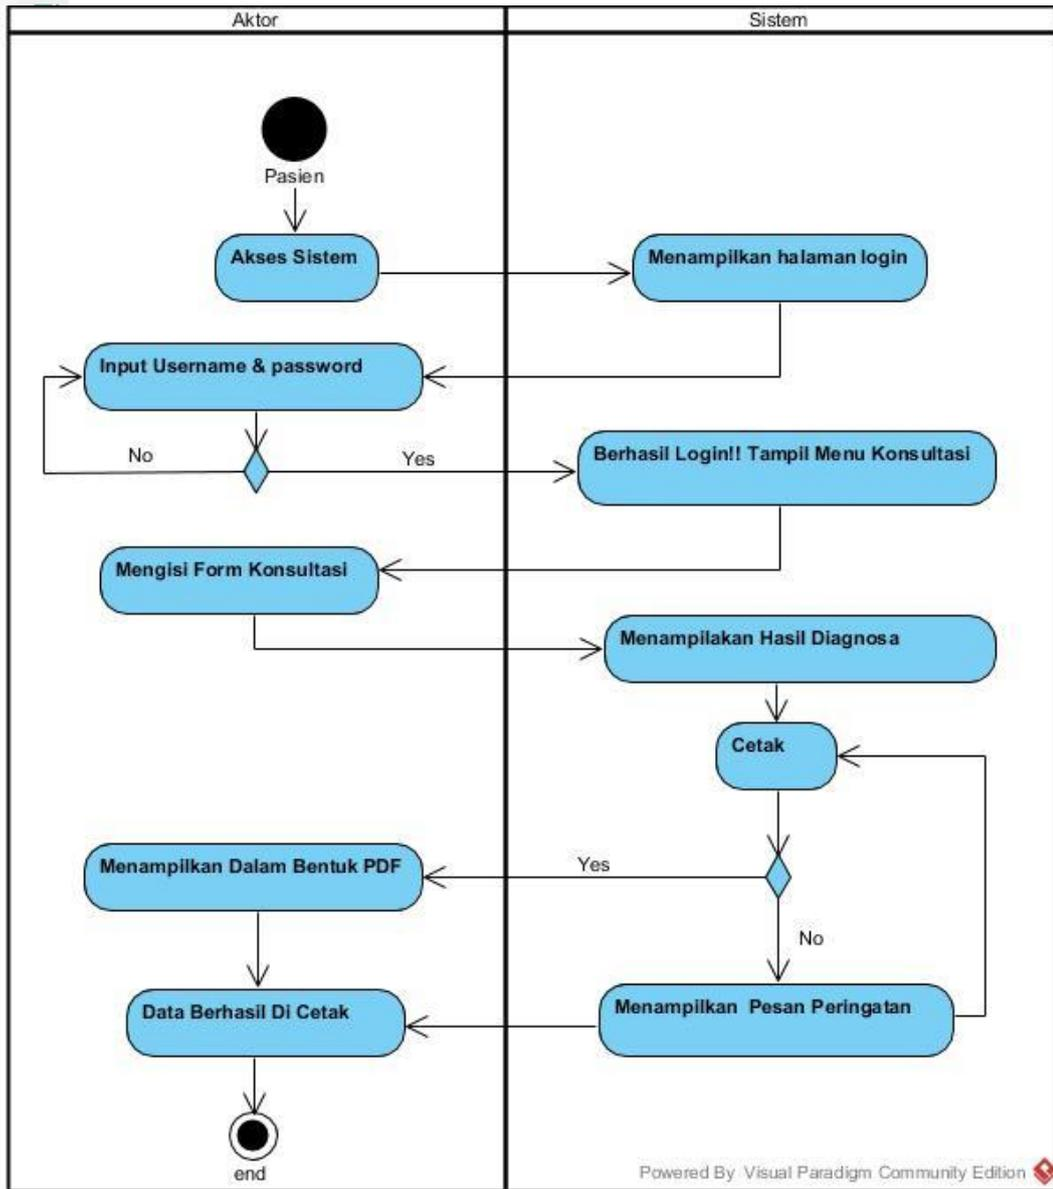 Aktor
Sistem
Pasien
Akses Sistem
Menampilkan halaman login
Input Username & password
No
Yes
Berhasil Login!! Tampil Menu Konsultasi
Mengisi Form Konsultasi
Menampilakan Hasil Diagnosa
Cetak
Menampilkan Dalam Bentuk PDF
Yes
No
Data Berhasil Di Cetak
Menampilkan Pesan Peringatan
end
Powered By Visual Paradigm Community Edition